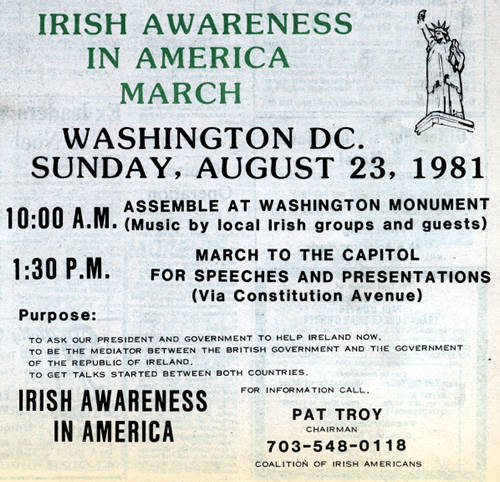 IRISH AWARENESS
IN AMERICA
MARCH
WASHINGTON DC.
SUNDAY, AUGUST 23, 1981
10:00 A.M. ASSEMBLE AT WASHINGTON MONUMENT
(Music by local Irish groups and guests)
1:30 P.M. MARCH TO THE CAPITOL
FOR SPEECHES AND PRESENTATIONS
(Via Constitution Avenue)
Purpose:
TO ASK OUR PRESIDENT AND GOVERNMENT TO HELP IRELAND NOW.
TO BE THE MEDIATOR BETWEEN THE BRITISH GOVERNMENT AND THE GOVERNMENT
OF THE REPUBLIC OF IRELAND.
TO GET TALKS STARTED BETWEEN BOTH COUNTRIES.
IRISH AWARENESS
IN AMERICA
FOR INFORMATION CALL.
PAT TROY
CHAIRMAN
703-548-0118
COALITION OF IRISH AMERICANS